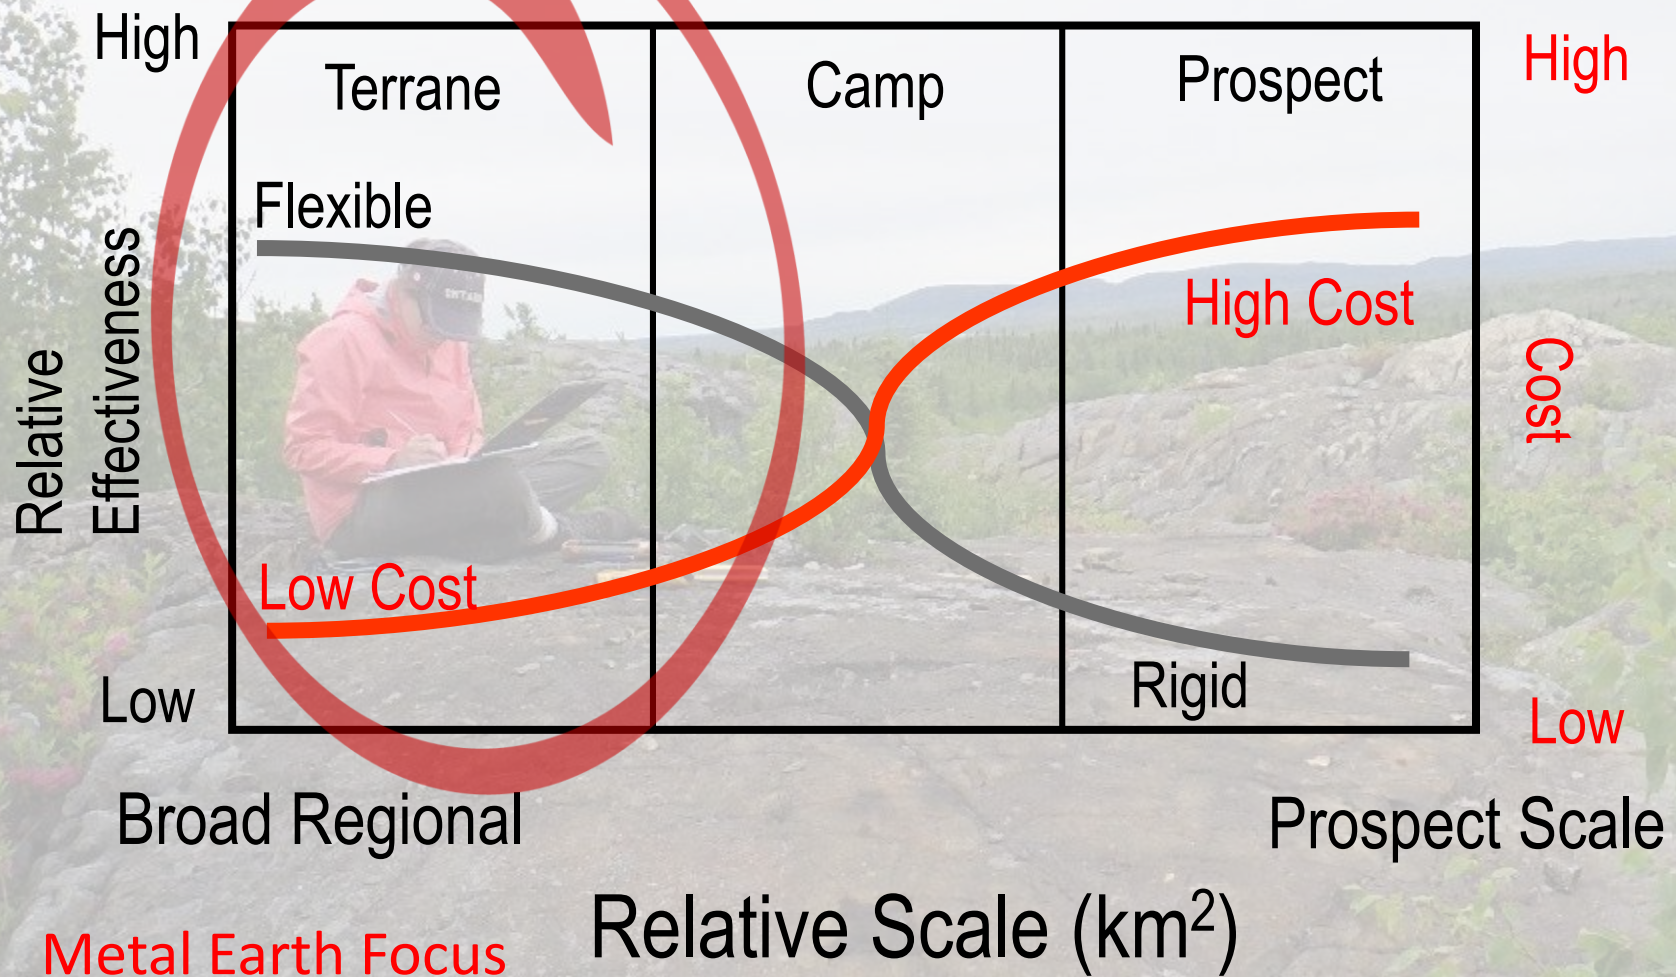 High
Terrane
Camp
Prospect
High
Flexible
Relative
Effectiveness
High Cost
Cost
Low Cost
Low
Rigid
Low
Broad Regional
Prospect Scale
Relative Scale (km²)
Metal Earth Focus